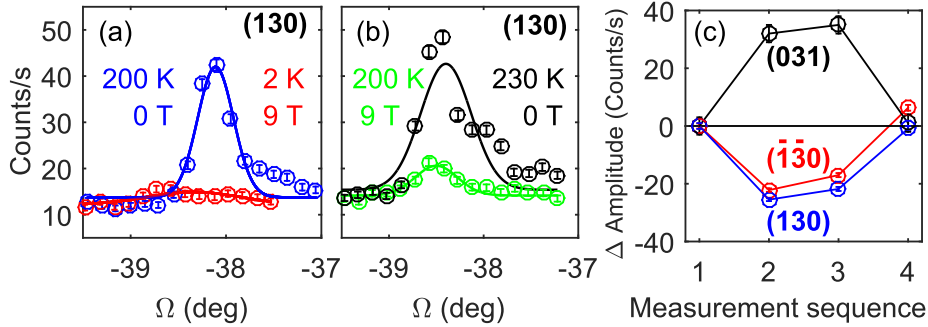 (a)
(130)
200 K
2 K
0 T
9 T
Counts/s
50
40
30
20
10
-39
-38
-37
Ω (deg)
(b)
(130)
200 K
230 K
9 T
0 T
-39
-38
-37
Ω (deg)
(c)
(031)
(1̄3̄0)
(130)
Δ Amplitude (Counts/s)
40
20
0
-20
-40
1
2
3
4
Measurement sequence